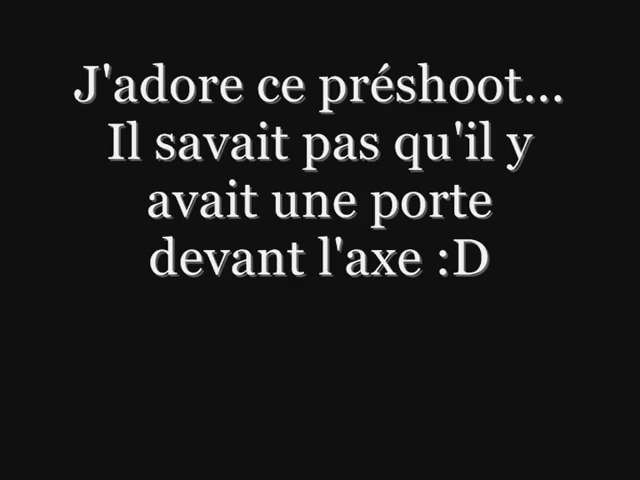 J'adore ce préshoot...
Il savait pas qu'il y
avait une porte
devant l'axe :D